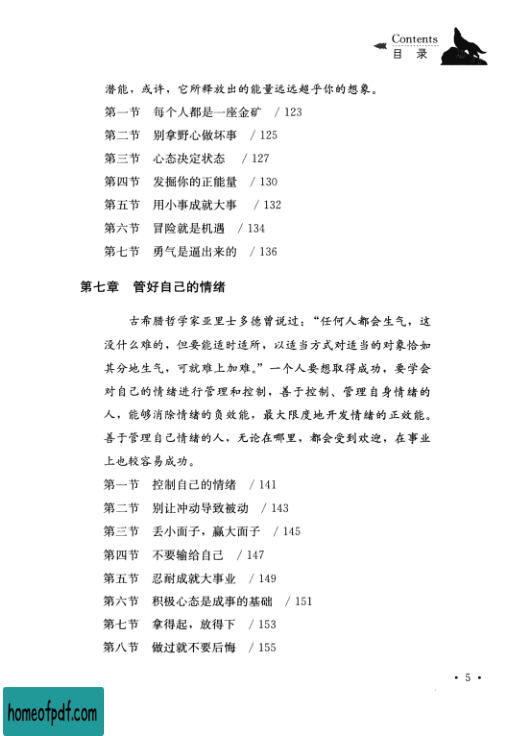 Contents
目 录
潜能，或许，它所释放出的能量远远超乎你的想象。
第一节 每个人都是一座金矿 / 123
第二节 别拿野心做坏事 / 125
第三节 心态决定状态 / 127
第四节 发掘你的正能量 / 130
第五节 用小事成就大事 / 132
第六节 冒险就是机遇 / 134
第七节 勇气是逼出来的 / 136
第七章 管好自己的情绪
古希腊哲学家亚里士多德曾说过：“任何人都会生气，这
没什么难的，但要能适时适所，以适当方式对适当的对象恰如
其分地生气，可就难上加难。”一个人要想取得成功，要学会
对自己的情绪进行管理和控制，善于控制、管理自身情绪的
人，能够消除情绪的负效能，最大限度地开发情绪的正效能。
善于管理自己情绪的人，无论在哪里，都会受到欢迎，在事业
上也较容易成功。
第一节 控制自己的情绪 / 141
第二节 别让冲动导致被动 / 143
第三节 丢小面子，赢大面子 / 145
第四节 不要输给自己 / 147
第五节 忍耐成就大事业 / 149
第六节 积极心态是成事的基础 / 151
第七节 拿得起，放得下 / 153
第八节 做过就不要后悔 / 155
· 5 ·
homeofpdf.com